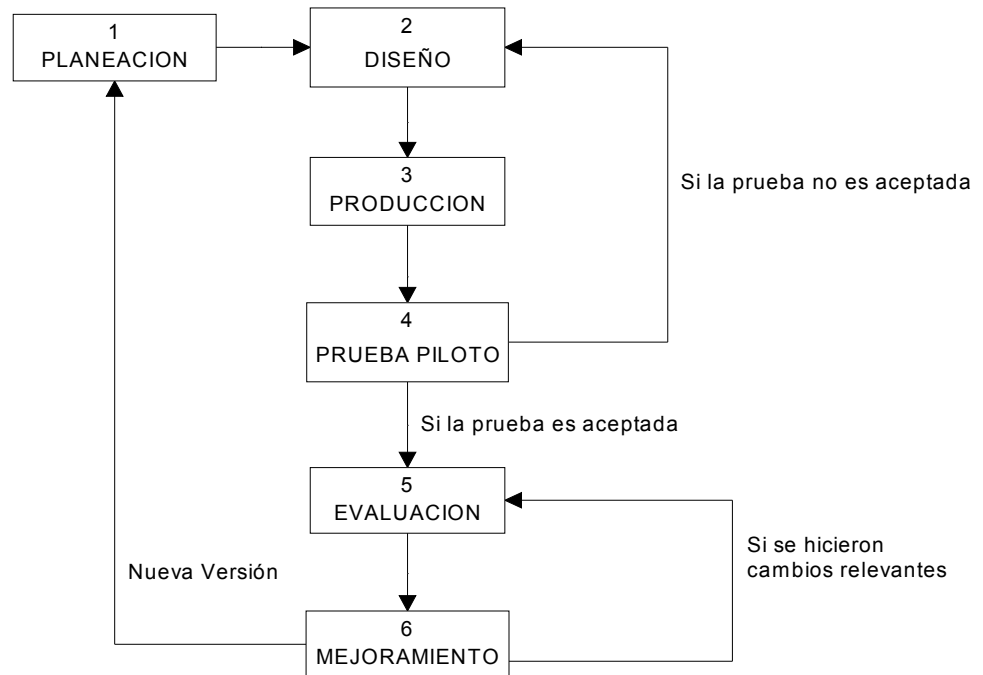 1
PLANEACION
2
DISEÑO
3
PRODUCCION
Si la prueba no es aceptada
4
PRUEBA PILOTO
Si la prueba es aceptada
5
EVALUACION
Si se hicieron
cambios relevantes
Nueva Versión
6
MEJORAMIENTO